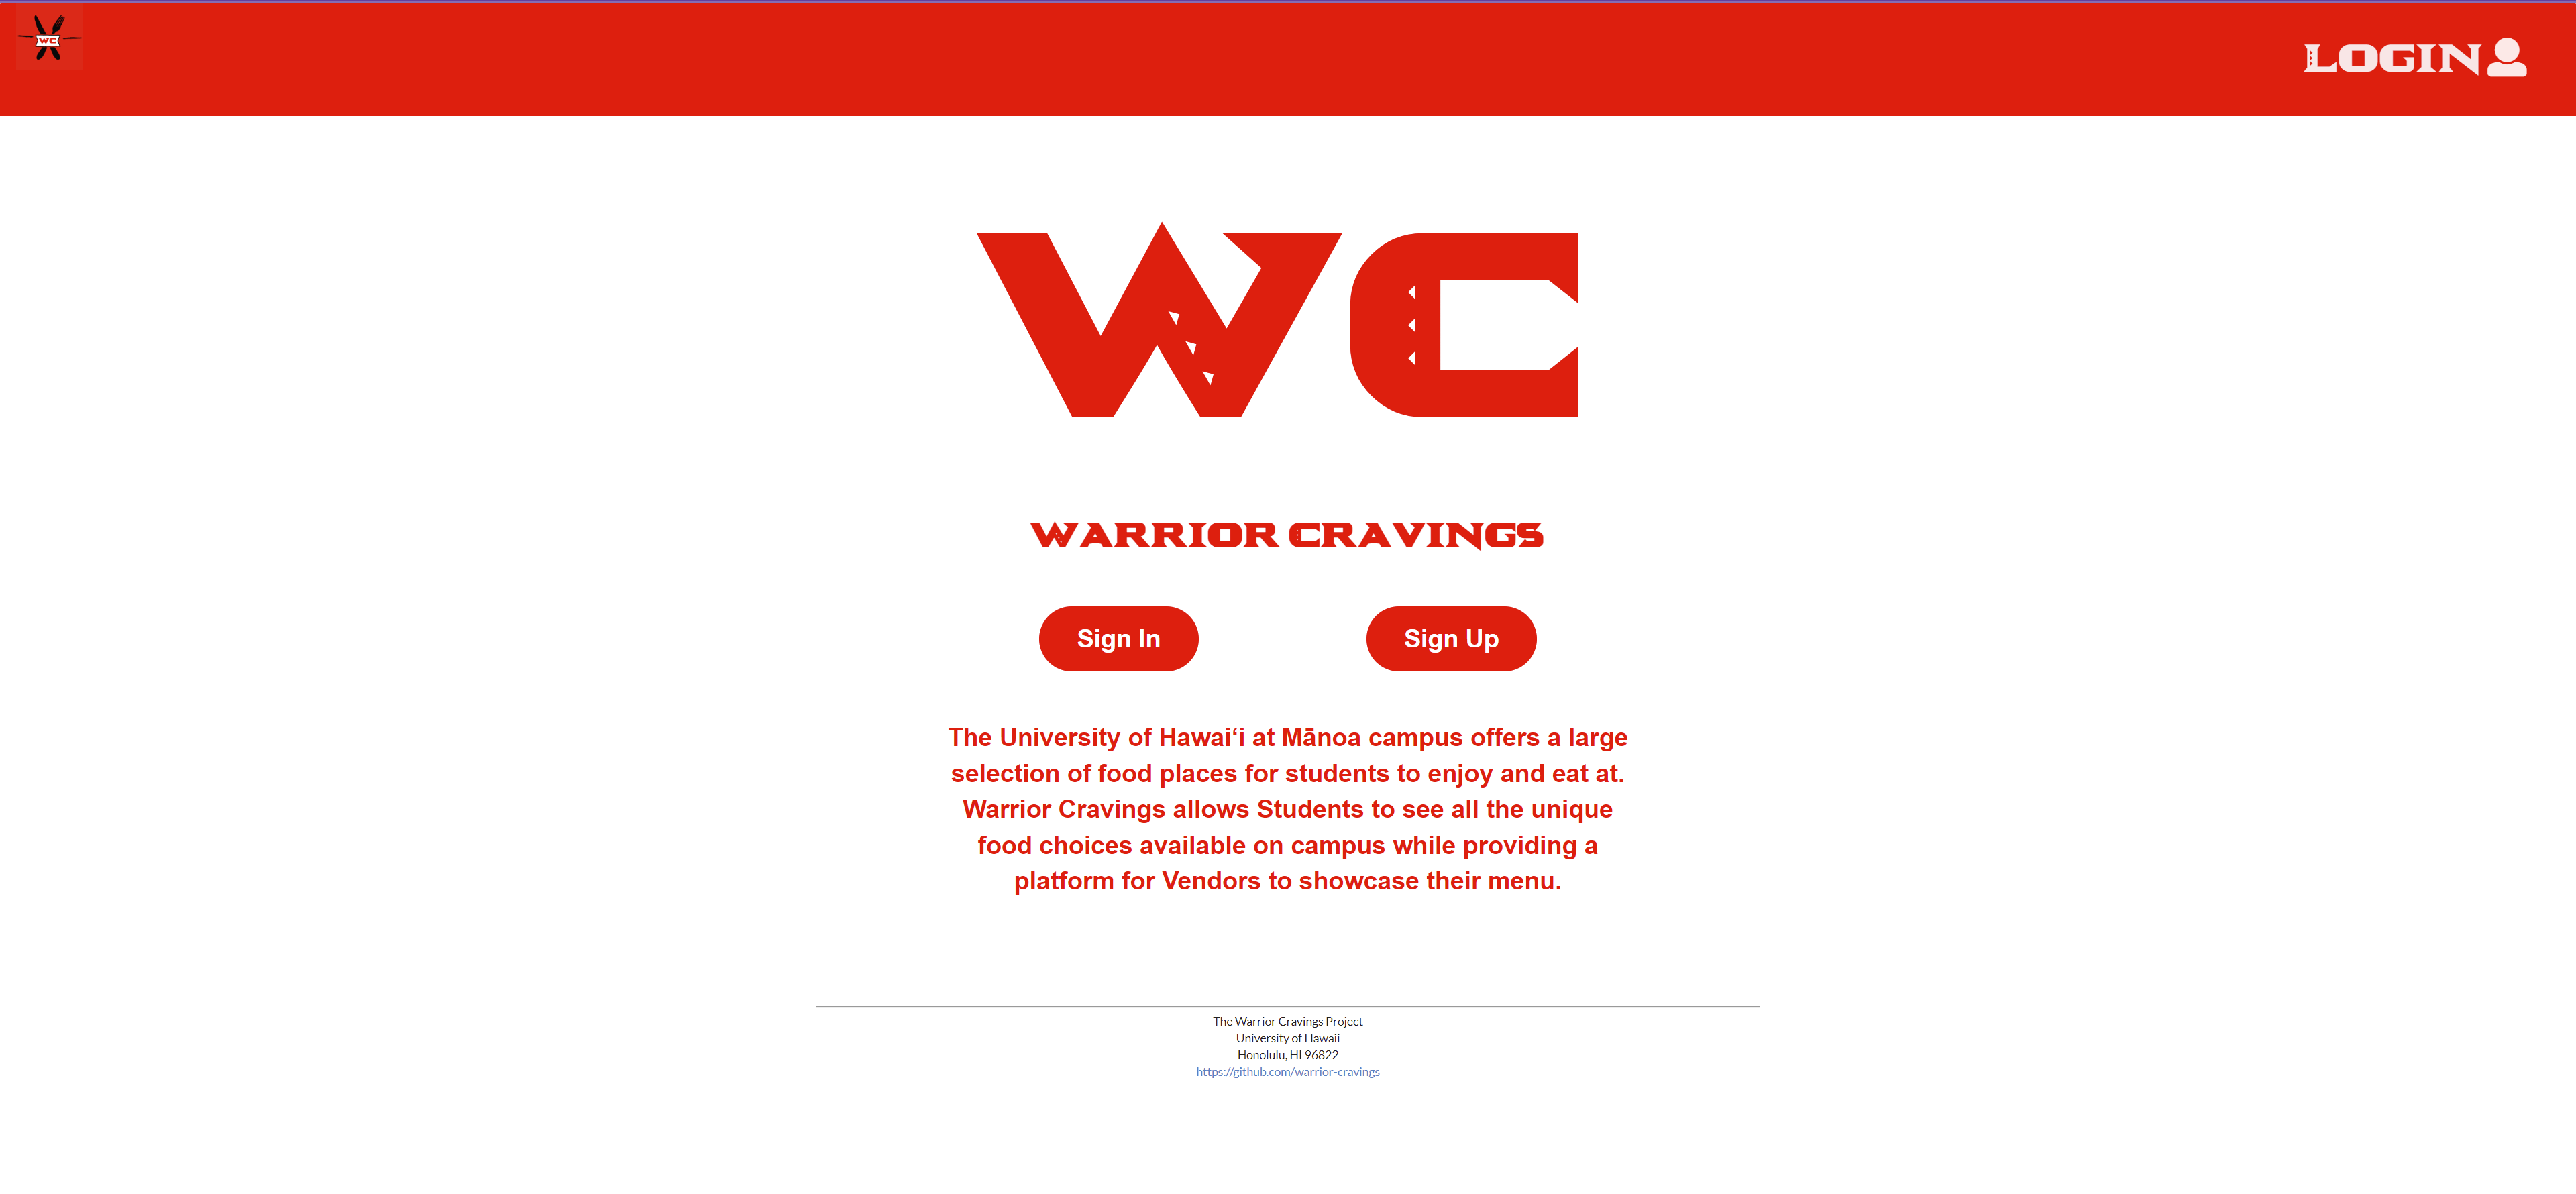 WC
LOGIN
WC
WARRIOR CRAVINGS
Sign In
Sign Up
The University of Hawaiʻi at Mānoa campus offers a large
selection of food places for students to enjoy and eat at.
Warrior Cravings allows Students to see all the unique
food choices available on campus while providing a
platform for Vendors to showcase their menu.
The Warrior Cravings Project
University of Hawaii
Honolulu, HI 96822
https://github.com/warrior-cravings